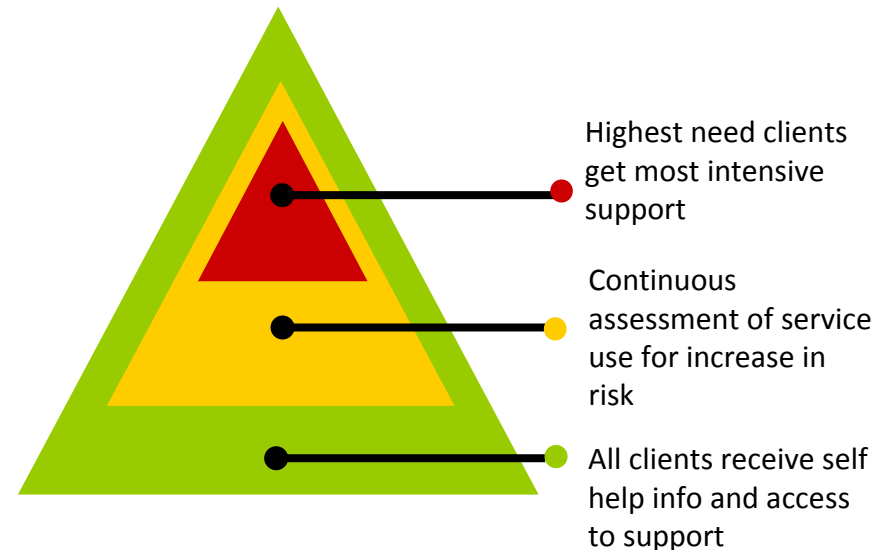 Highest need clients
get most intensive
support
Continuous
assessment of service
use for increase in
risk
All clients receive self
help info and access
to support